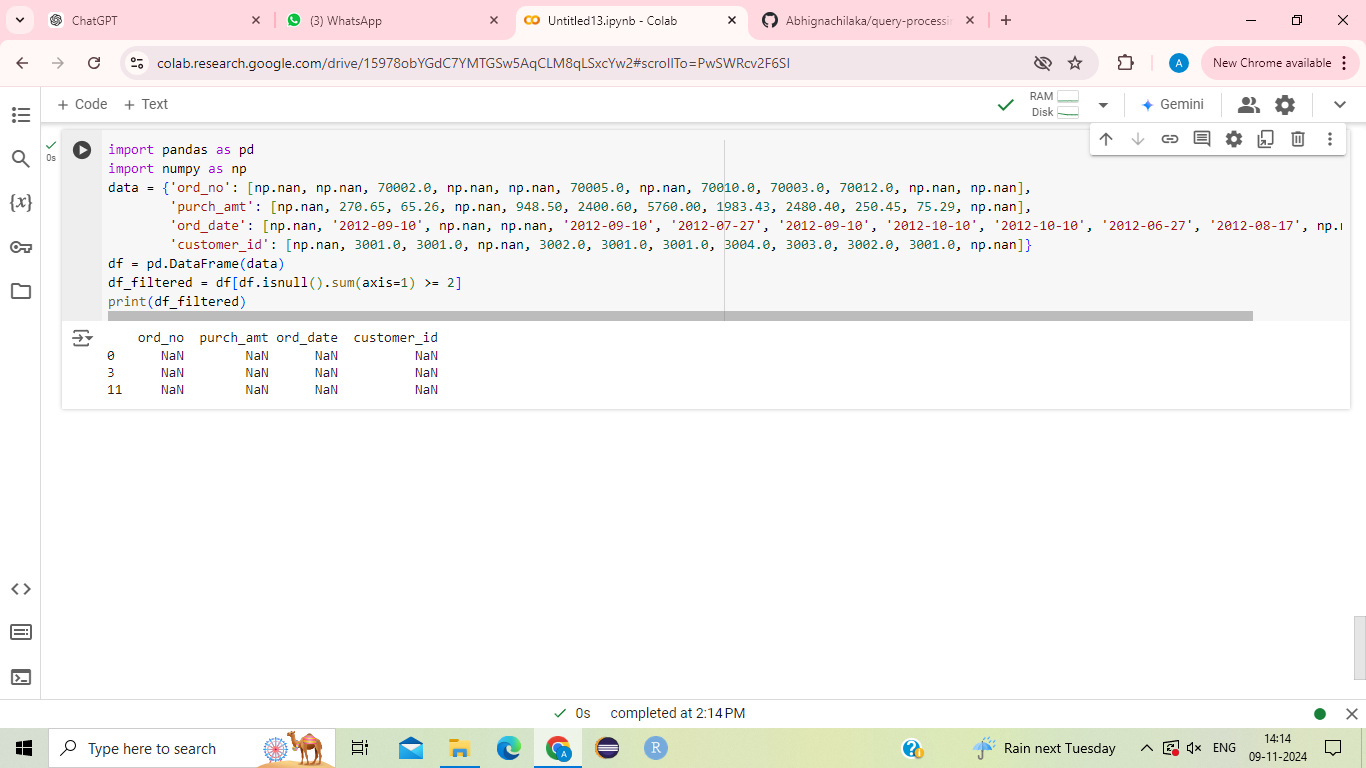 ChatGPT
(3) WhatsApp
Untitled13.ipynb - Colab
Abhignachilaka/query-processi
colab.research.google.com/drive/15978obYGdC7YMTGSw5AqCLM8qLSxcYw2#scrollTo=PwSWRcv2F6SI
A
New Chrome available
+ Code + Text
RAM
Disk
Gemini
0s
import pandas as pd
import numpy as np
data = {'ord_no': [np.nan, np.nan, 70002.0, np.nan, np.nan, 70005.0, np.nan, 70010.0, 70003.0, 70012.0, np.nan, np.nan],
'purch_amt': [np.nan, 270.65, 65.26, np.nan, 948.50, 2400.60, 5760.00, 1983.43, 2480.40, 250.45, 75.29, np.nan],
'ord_date': [np.nan, '2012-09-10', np.nan, np.nan, '2012-09-10', '2012-07-27', '2012-09-10', '2012-10-10', '2012-10-10', '2012-06-27', '2012-08-17', np.
'customer_id': [np.nan, 3001.0, 3001.0, np.nan, 3002.0, 3001.0, 3001.0, 3004.0, 3003.0, 3002.0, 3001.0, np.nan]}
df = pd.DataFrame(data)
df_filtered = df[df.isnull().sum(axis=1) >= 2]
print(df_filtered)
ord_no purch_amt ord_date customer_id
0 NaN NaN NaN NaN
3 NaN NaN NaN NaN
11 NaN NaN NaN NaN
0s completed at 2:14 PM
Type here to search
A
R
Rain next Tuesday
ENG
14:14
09-11-2024